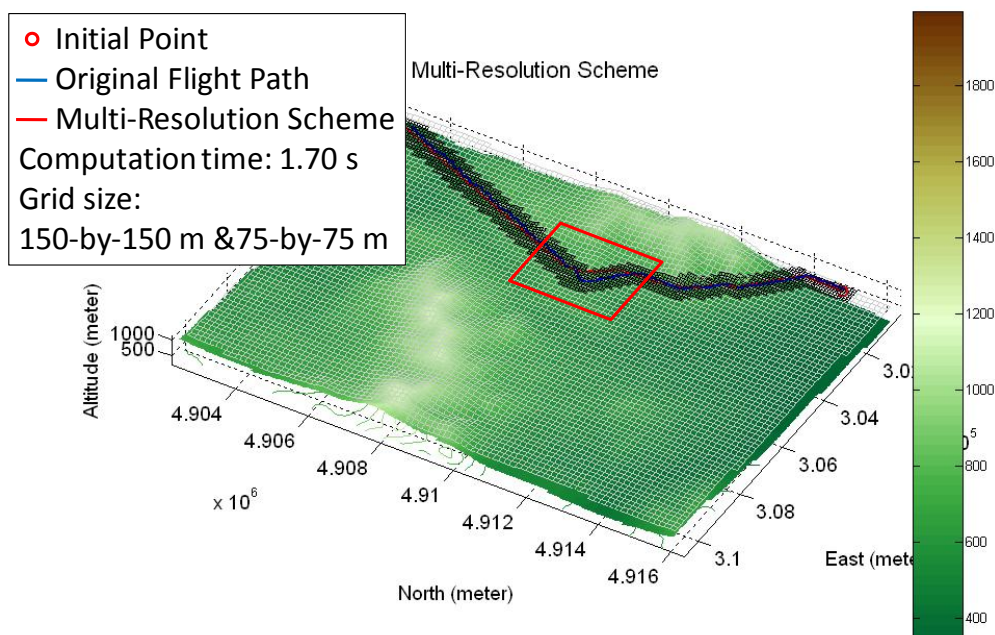 Initial Point
Original Flight Path
Multi-Resolution Scheme
Computation time: 1.70 s
Grid size:
150-by-150 m &75-by-75 m
Multi-Resolution Scheme
1000
500
Altitude (meter)
4.904
4.906
4.908
4.91
4.912
4.914
4.916
x 10⁶
North (meter)
3.04
3.06
3.08
3.1
East (mete
1800
1600
1400
1200
1000
800
600
400